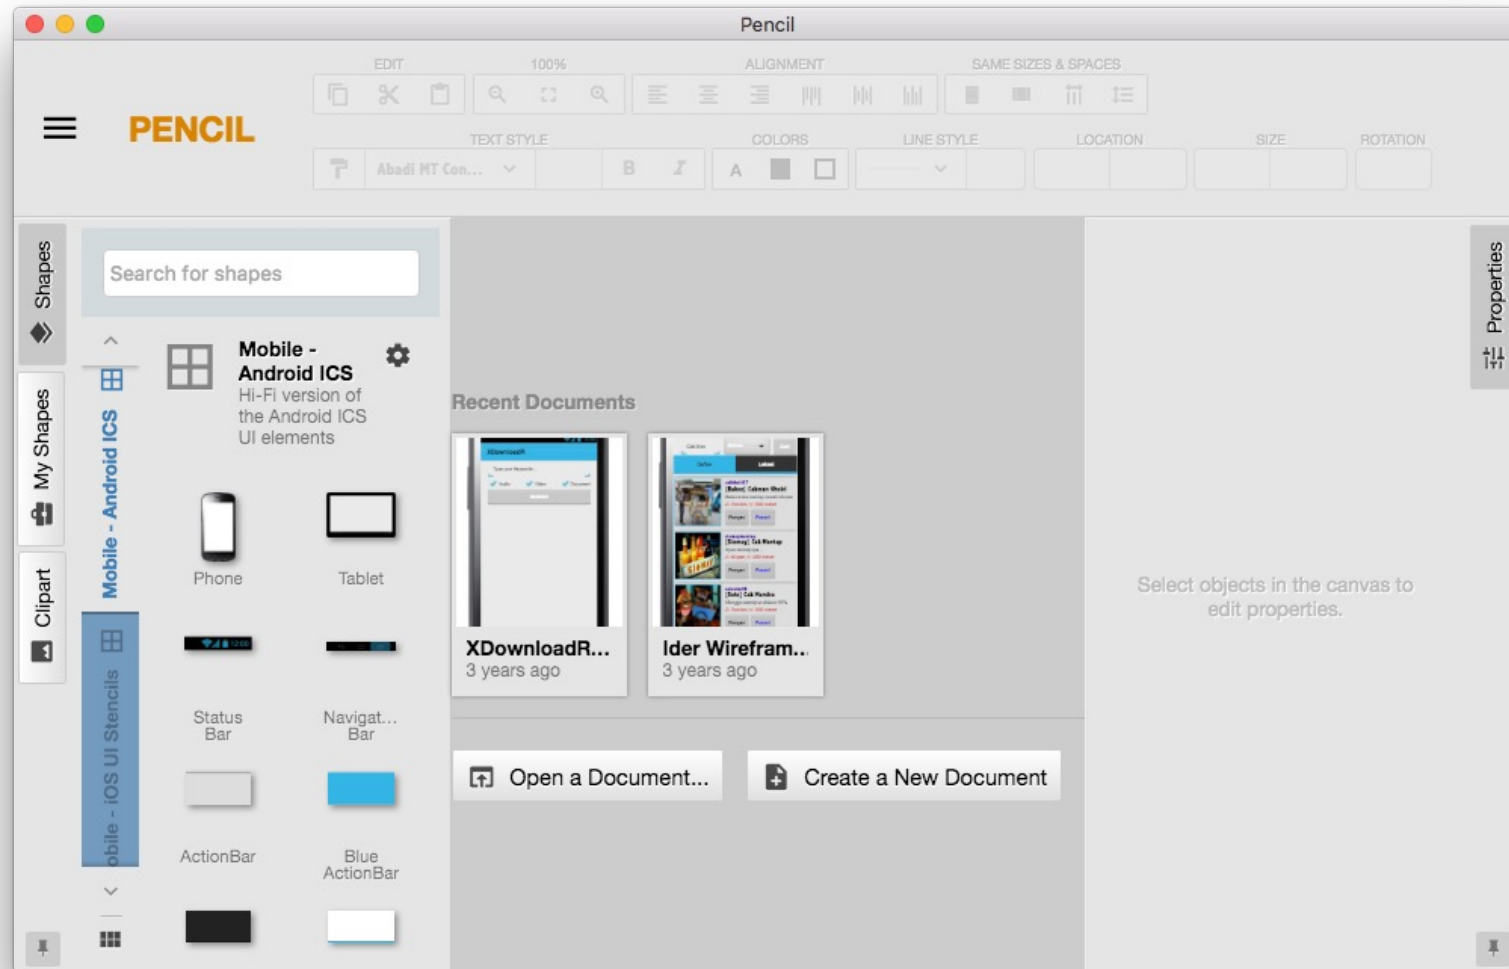 Pencil
EDIT
100%
ALIGNMENT
SAME SIZES & SPACES
PENCIL
TEXT STYLE
COLORS
LINE STYLE
LOCATION
SIZE
ROTATION
Abadi MT Con...
B
I
A
Shapes
My Shapes
Clipart
Search for shapes
Mobile - Android ICS
obile - iOS UI Stencils
Mobile -
Android ICS
Hi-Fi version of
the Android ICS
UI elements
Phone
Tablet
12:00
Status
Bar
Navigat...
Bar
ActionBar
Blue
ActionBar
Recent Documents
XDownloadR
XDownloadR...
3 years ago
Ider Wirefram...
3 years ago
Open a Document...
Create a New Document
Properties
Select objects in the canvas to
edit properties.